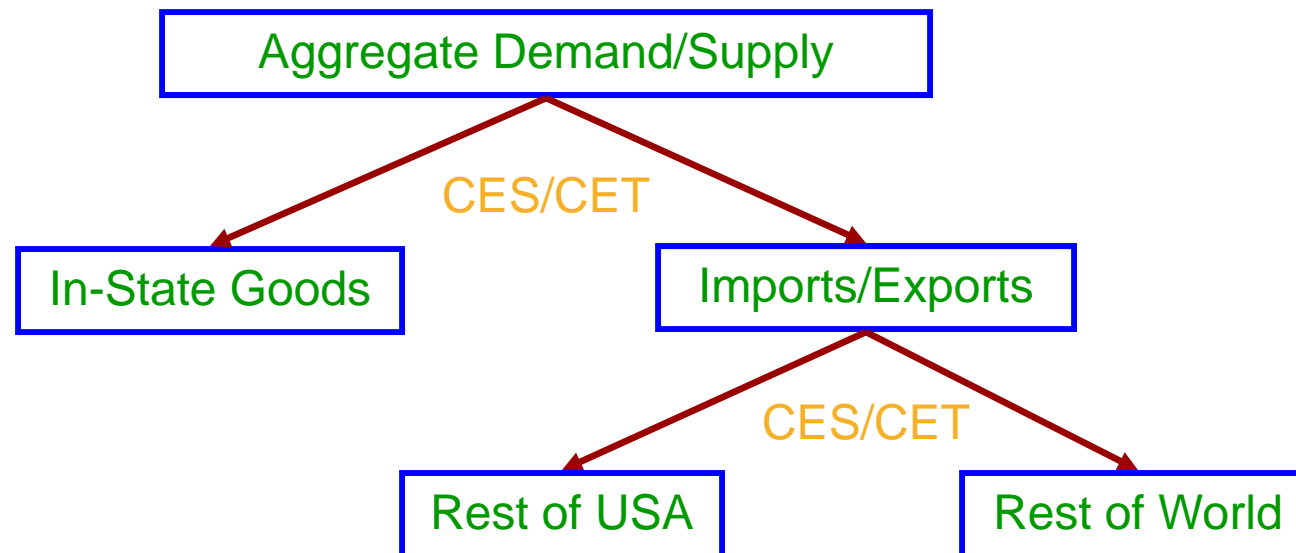 Aggregate Demand/Supply
CES/CET
In-State Goods
Imports/Exports
CES/CET
Rest of USA
Rest of World